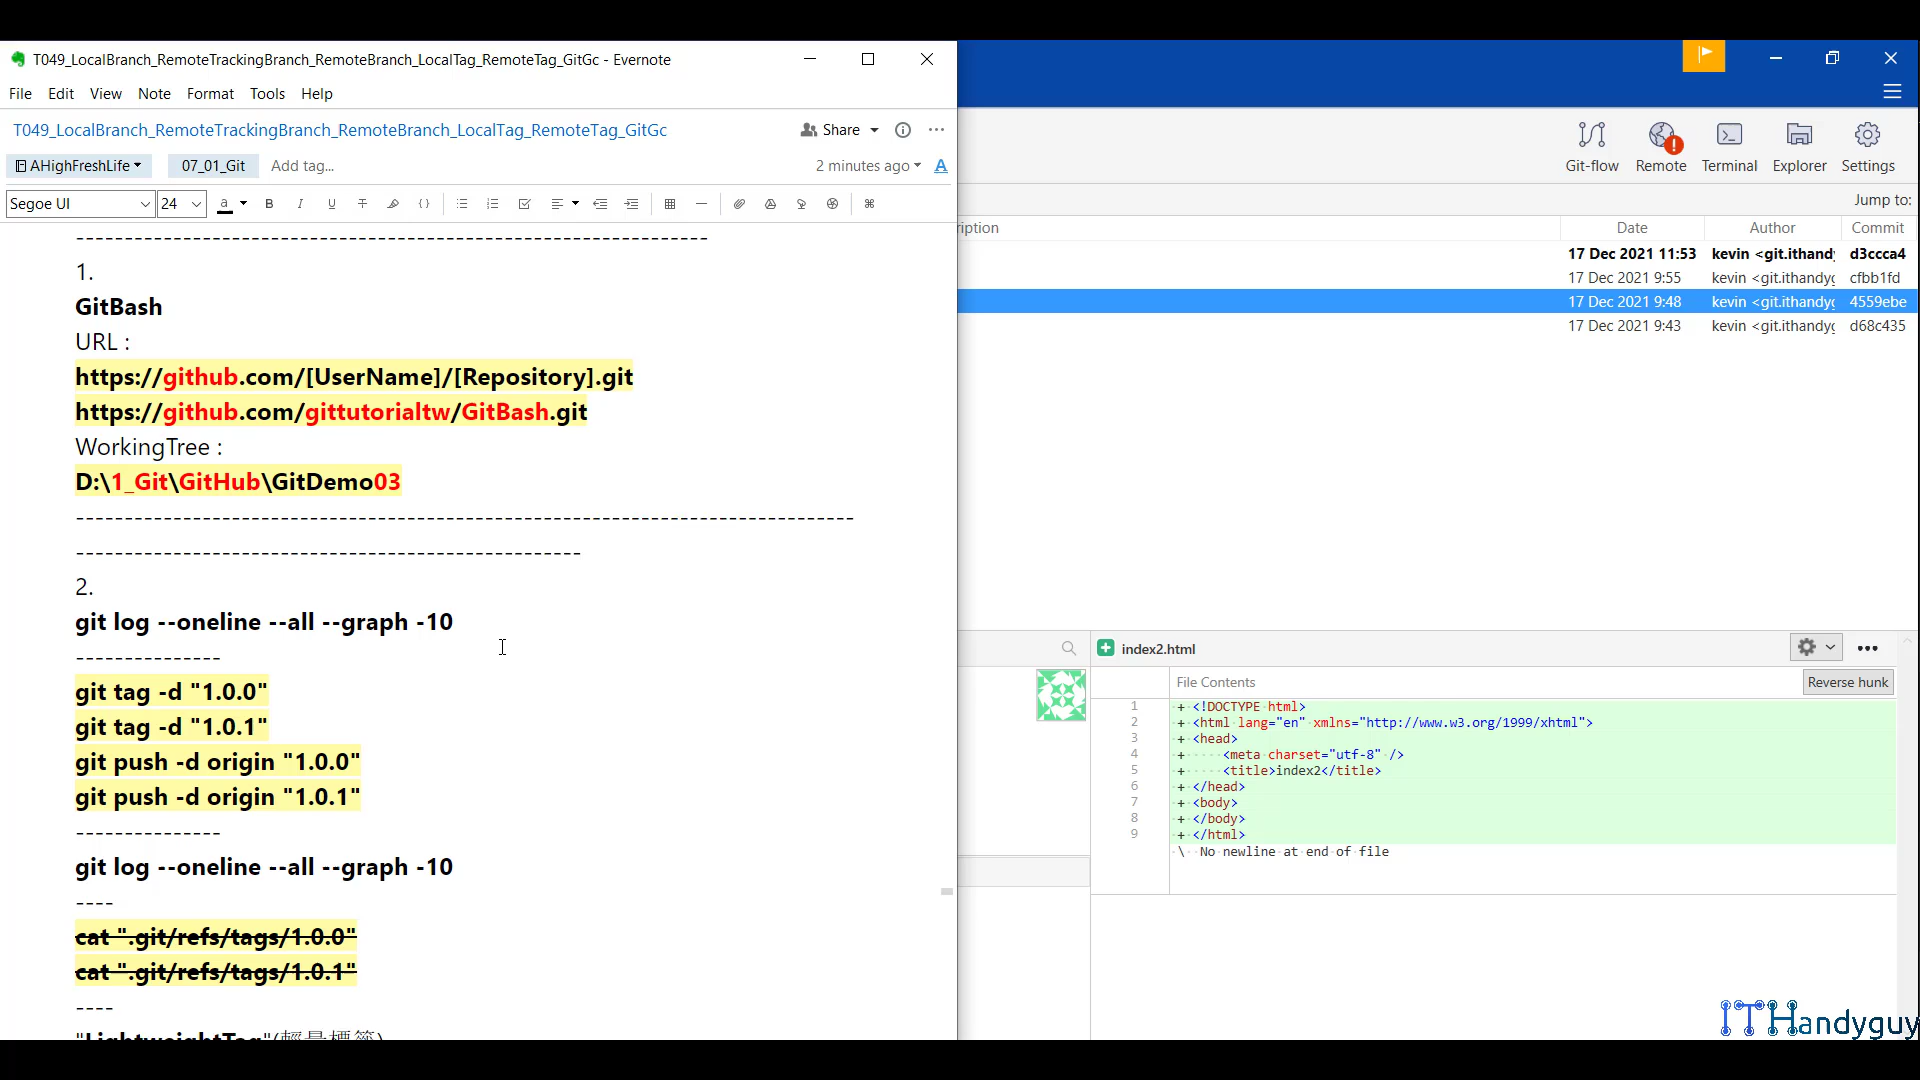 T049_LocalBranch_RemoteTrackingBranch_RemoteBranch_LocalTag_RemoteTag_GitGc - Evernote
File Edit View Note Format Tools Help
T049_LocalBranch_RemoteTrackingBranch_RemoteBranch_LocalTag_RemoteTag_GitGc
Share
AHighFreshLife 07_01_Git Add tag...
2 minutes ago
Segoe UI 24
----------------------------------------------------------------
1.
GitBash
URL :
https://github.com/[UserName]/[Repository].git
https://github.com/gittutorialtw/GitBash.git
WorkingTree :
D:\1_Git\GitHub\GitDemo03
-------------------------------------------------------------------------------
---------------------------------------------------
2.
git log --oneline --all --graph -10
---------------
git tag -d "1.0.0"
git tag -d "1.0.1"
git push -d origin "1.0.0"
git push -d origin "1.0.1"
---------------
git log --oneline --all --graph -10
----
cat ".git/refs/tags/1.0.0"
cat ".git/refs/tags/1.0.1"
----
"LightweightTag"(輕量標籤)
Git-flow Remote Terminal Explorer Settings
Jump to:
ription Date Author Commit
17 Dec 2021 11:53 kevin <git.ithandy d3ccca4
17 Dec 2021 9:55 kevin <git.ithandyg cfbb1fd
17 Dec 2021 9:48 kevin <git.ithandyg 4559ebe
17 Dec 2021 9:43 kevin <git.ithandyg d68c435
index2.html
File Contents Reverse hunk
1 + <!DOCTYPE html>
2 + <html lang="en" xmlns="http://www.w3.org/1999/xhtml">
3 + <head>
4 + <meta charset="utf-8" />
5 + <title>index2</title>
6 + </head>
7 + <body>
8 + </body>
9 + </html>
\ No newline at end of file
ITHandyguy